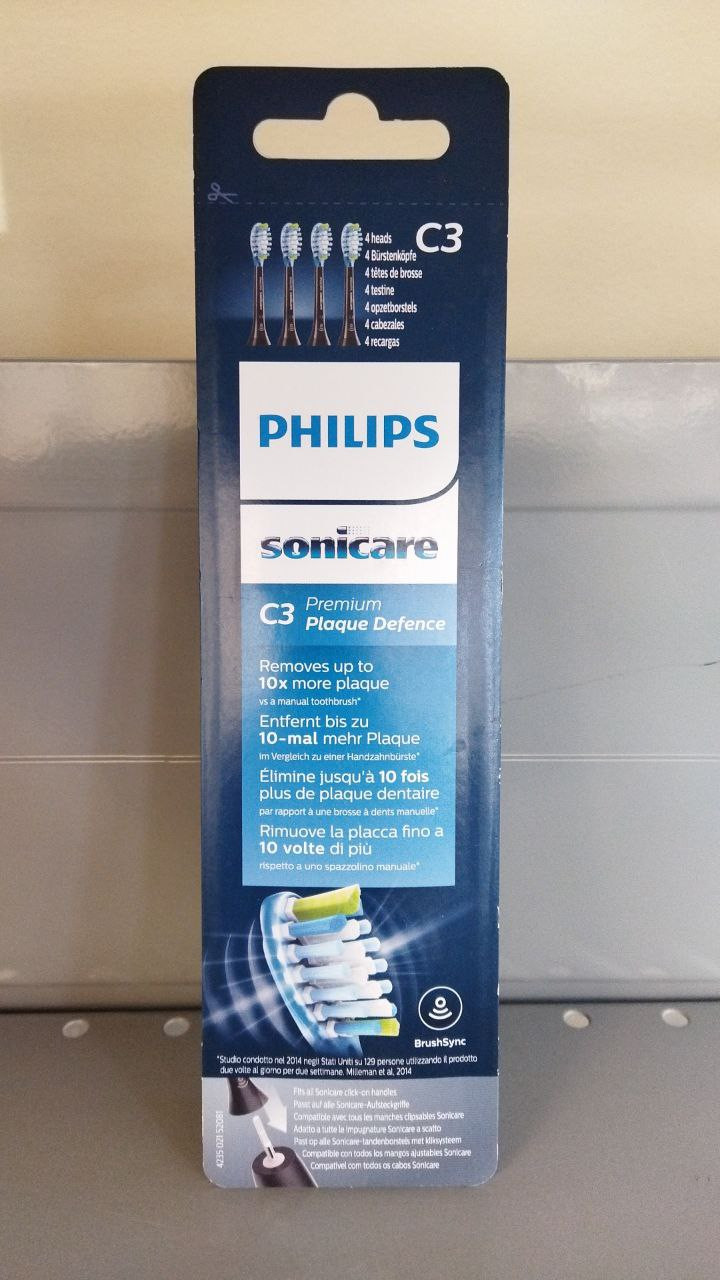 4 heads
C3
4 Bürstenköpfe
4 têtes de brosse
4 testine
4 opzetborstels
4 cabezales
4 recargas
PHILIPS
sonicare
C3 Premium
Plaque Defence
Removes up to
10x more plaque
vs a manual toothbrush*
Entfernt bis zu
10-mal mehr Plaque
im Vergleich zu einer Handzahnbürste*
Élimine jusqu'à 10 fois
plus de plaque dentaire
par rapport à une brosse à dents manuelle*
Rimuove la placca fino a
10 volte di più
rispetto a uno spazzolino manuale*
BrushSync
*Studio condotto nel 2014 negli Stati Uniti su 129 persone utilizzando il prodotto
due volte al giorno per due settimane. Milleman et al, 2014
Fits all Sonicare click-on handles
Passt auf alle Sonicare-Aufsteckgriffe
Compatible avec tous les manches clipsables Sonicare
Adatto a tutte le impugnature Sonicare a scatto
Past op alle Sonicare-tandenborstels met kliksysteem
Compatible con todos los mangos ajustables Sonicare
Compatível com todos os cabos Sonicare
4235 021 52081